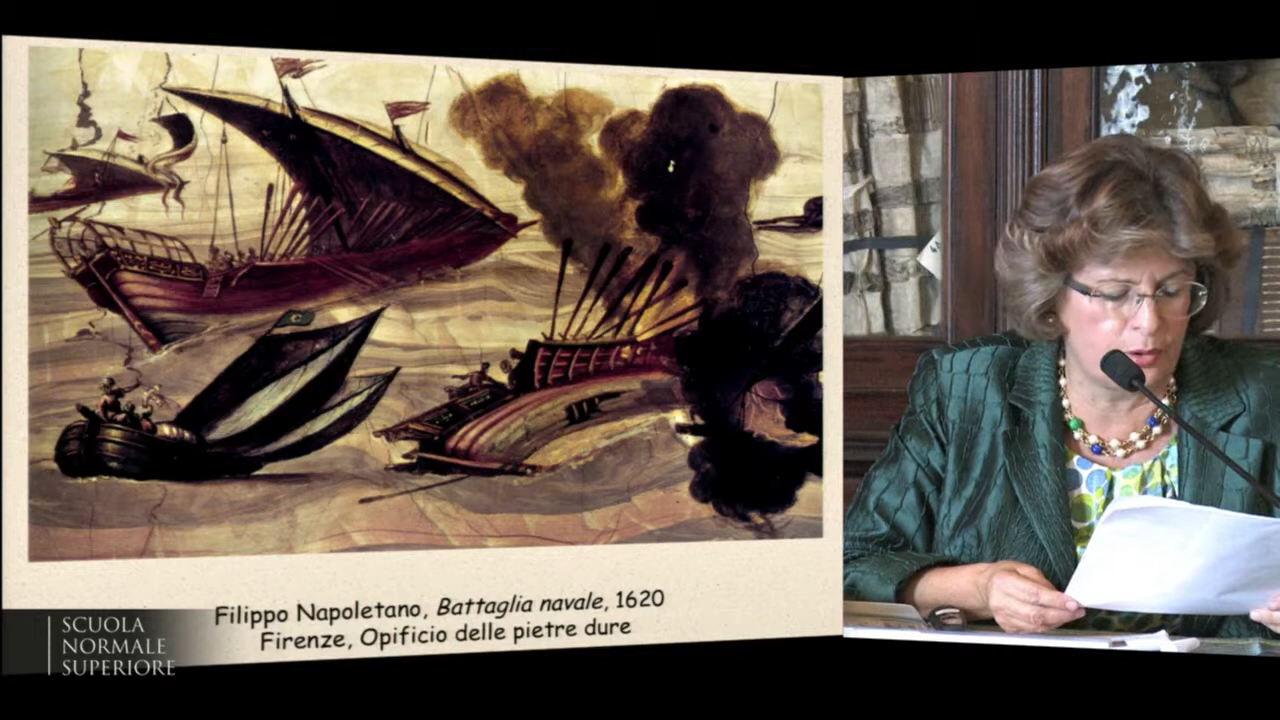 Filippo Napoletano, Battaglia navale, 1620
Firenze, Opificio delle pietre dure
SCUOLA
NORMALE
SUPERIORE